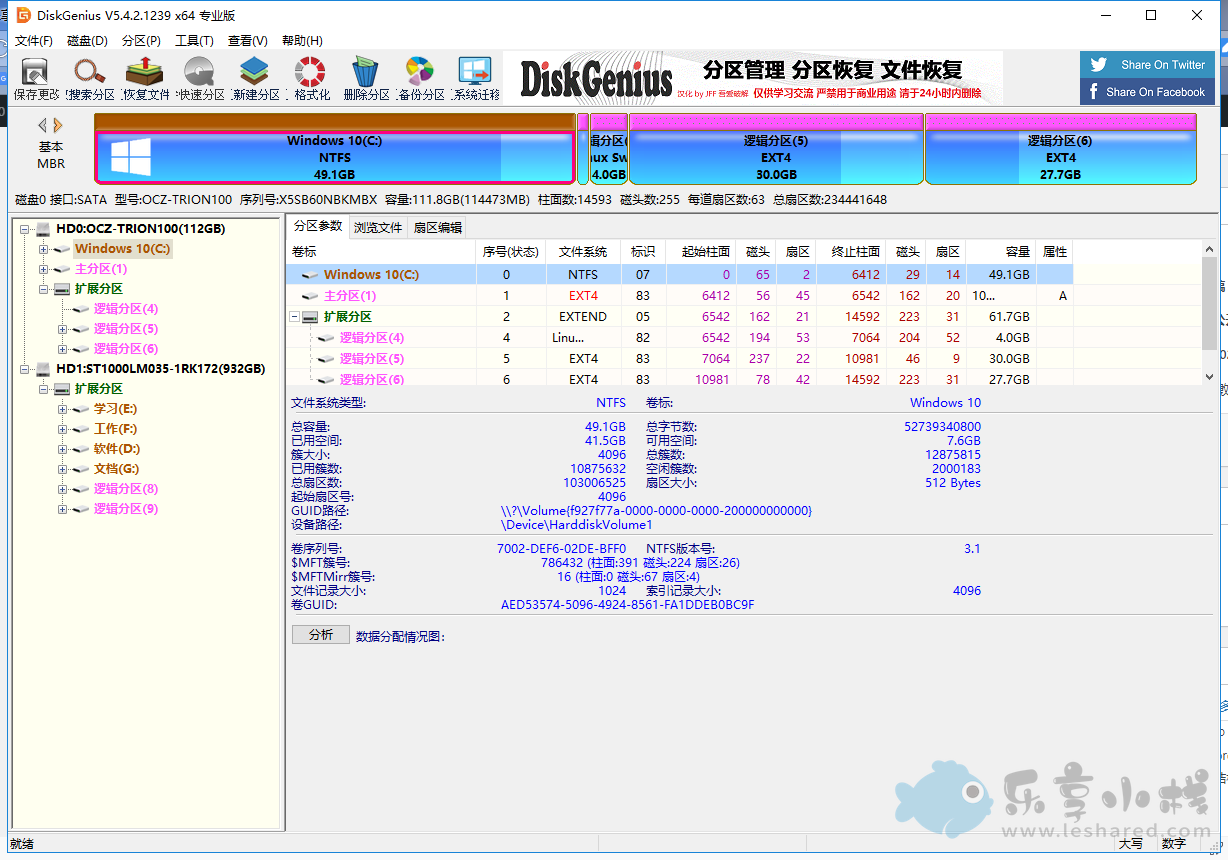 DiskGenius V5.4.2.1239 x64 专业版
文件(F) 磁盘(D) 分区(P) 工具(T) 查看(V) 帮助(H)
保存更改 搜索分区 恢复文件 快速分区 新建分区 格式化 删除分区 备份分区 系统迁移
DiskGenius 分区管理 分区恢复 文件恢复
汉化 by JFF 吾爱破解 仅供学习交流 严禁用于商业用途 请于24小时内删除
Share On Twitter
Share On Facebook
基本
MBR
Windows 10(C:)
NTFS
49.1GB
辑分区(
ux Sw
4.0GB
逻辑分区(5)
EXT4
30.0GB
逻辑分区(6)
EXT4
27.7GB
磁盘0 接口:SATA 型号:OCZ-TRION100 序列号:X5SB60NBKMBX 容量:111.8GB(114473MB) 柱面数:14593 磁头数:255 每道扇区数:63 总扇区数:234441648
HD0:OCZ-TRION100(112GB)
Windows 10(C:)
主分区(1)
扩展分区
逻辑分区(4)
逻辑分区(5)
逻辑分区(6)
HD1:ST1000LM035-1RK172(932GB)
扩展分区
学习(E:)
工作(F:)
软件(D:)
文档(G:)
逻辑分区(8)
逻辑分区(9)
分区参数 浏览文件 扇区编辑
卷标 序号(状态) 文件系统 标识 起始柱面 磁头 扇区 终止柱面 磁头 扇区 容量 属性
Windows 10(C:) 0 NTFS 07 0 65 2 6412 29 14 49.1GB
主分区(1) 1 EXT4 83 6412 56 45 6542 162 20 10... A
扩展分区 2 EXTEND 05 6542 162 21 14592 223 31 61.7GB
逻辑分区(4) 4 Linu... 82 6542 194 53 7064 204 52 4.0GB
逻辑分区(5) 5 EXT4 83 7064 237 22 10981 46 9 30.0GB
逻辑分区(6) 6 EXT4 83 10981 78 42 14592 223 31 27.7GB
文件系统类型: NTFS 卷标: Windows 10
总容量: 49.1GB 总字节数: 52739340800
已用空间: 41.5GB 可用空间: 7.6GB
簇大小: 4096 总簇数: 12875815
已用簇数: 10875632 空闲簇数: 2000183
总扇区数: 103006525 扇区大小: 512 Bytes
起始扇区号: 4096
GUID路径: \\?\Volume{f927f77a-0000-0000-0000-200000000000}
设备路径: \Device\HarddiskVolume1
卷序列号: 7002-DEF6-02DE-BFF0 NTFS版本号: 3.1
$MFT簇号: 786432 (柱面:391 磁头:224 扇区:26)
$MFTMirr簇号: 16 (柱面:0 磁头:67 扇区:4)
文件记录大小: 1024 索引记录大小: 4096
卷GUID: AED53574-5096-4924-8561-FA1DDEB0BC9F
分析 数据分配情况图:
乐享小栈
www.leshared.com
就绪 大写 数字